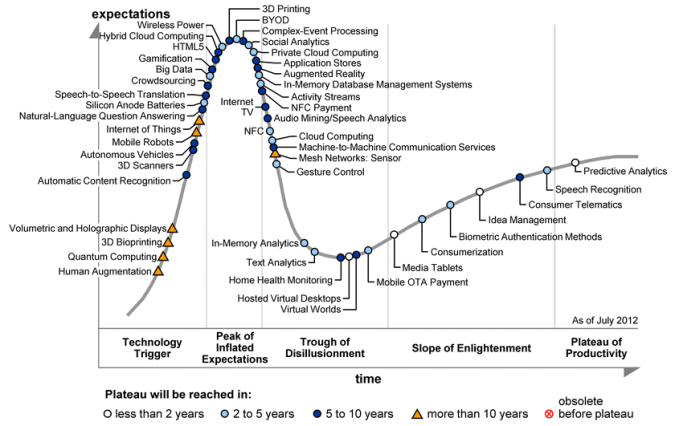 expectations
3D Printing
BYOD
Wireless Power
Complex-Event Processing
Hybrid Cloud Computing
Social Analytics
HTML5
Private Cloud Computing
Gamification
Application Stores
Big Data
Augmented Reality
Crowdsourcing
In-Memory Database Management Systems
Speech-to-Speech Translation
Activity Streams
Silicon Anode Batteries
Internet
TV
NFC Payment
Natural-Language Question Answering
Audio Mining/Speech Analytics
Internet of Things
NFC
Cloud Computing
Mobile Robots
Machine-to-Machine Communication Services
Autonomous Vehicles
Mesh Networks: Sensor
3D Scanners
Gesture Control
Automatic Content Recognition
Predictive Analytics
Speech Recognition
Consumer Telematics
Idea Management
Volumetric and Holographic Displays
Biometric Authentication Methods
3D Bioprinting
In-Memory Analytics
Consumerization
Quantum Computing
Text Analytics
Media Tablets
Human Augmentation
Home Health Monitoring
Mobile OTA Payment
Hosted Virtual Desktops
Virtual Worlds
As of July 2012
Technology
Trigger
Peak of
Inflated
Expectations
Trough of
Disillusionment
Slope of Enlightenment
Plateau of
Productivity
time
Plateau will be reached in:
less than 2 years
2 to 5 years
5 to 10 years
more than 10 years
obsolete
before plateau